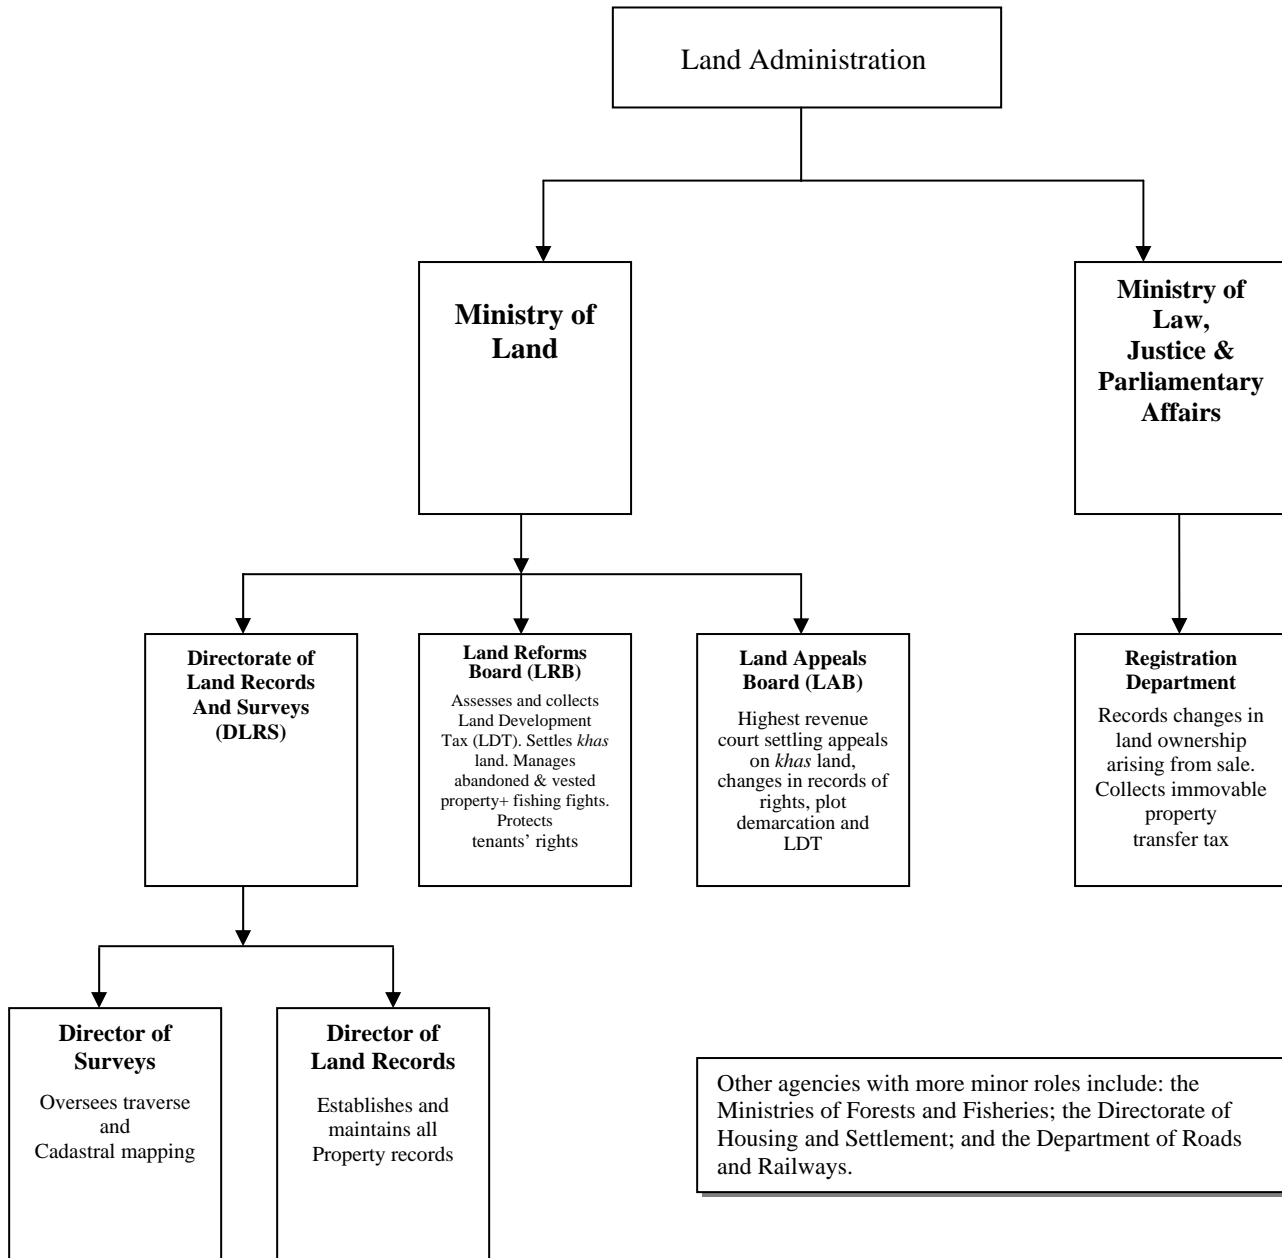 Land Administration
Ministry of
Land
Ministry of
Law,
Justice &
Parliamentary
Affairs
Directorate of
Land Records
And Surveys
(DLRS)
Land Reforms
Board (LRB)
Assesses and collects
Land Development
Tax (LDT). Settles khas
land. Manages
abandoned & vested
property+ fishing fights.
Protects
tenants’ rights
Land Appeals
Board (LAB)
Highest revenue
court settling appeals
on khas land,
changes in records of
rights, plot
demarcation and
LDT
Registration
Department
Records changes in
land ownership
arising from sale.
Collects immovable
property
transfer tax
Director of
Surveys
Oversees traverse
and
Cadastral mapping
Director of
Land Records
Establishes and
maintains all
Property records
Other agencies with more minor roles include: the
Ministries of Forests and Fisheries; the Directorate of
Housing and Settlement; and the Department of Roads
and Railways.